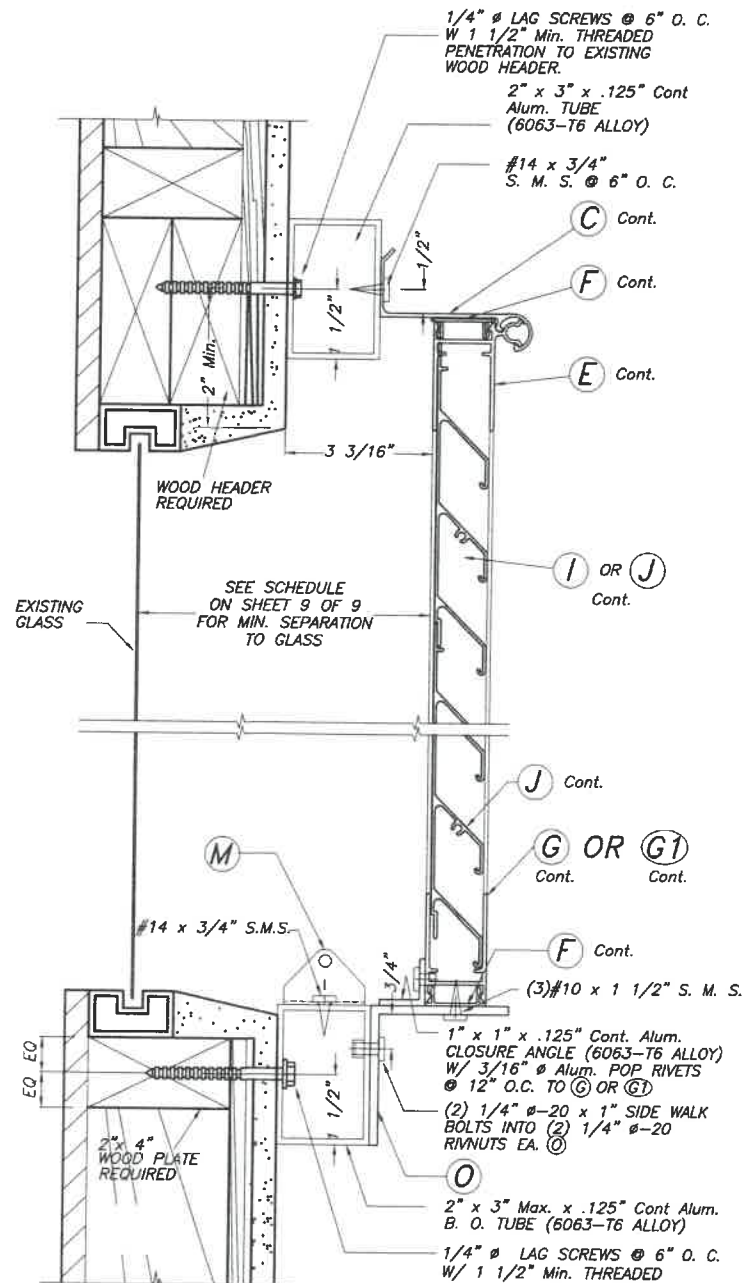 1/4" ø LAG SCREWS @ 6" O. C.
W 1 1/2" Min. THREADED
PENETRATION TO EXISTING
WOOD HEADER.
2" x 3" x .125" Cont
Alum. TUBE
(6063-T6 ALLOY)
#14 x 3/4"
S. M. S. @ 6" O. C.
C Cont.
F Cont.
1/2"
1/2"
E Cont.
2" Min.
3 3/16"
WOOD HEADER
REQUIRED
I OR J
Cont.
SEE SCHEDULE
ON SHEET 9 OF 9
FOR MIN. SEPARATION
TO GLASS
EXISTING
GLASS
J Cont.
M
G OR G1
Cont. Cont.
#14 x 3/4" S.M.S.
F Cont.
3/4"
(3)#10 x 1 1/2" S. M. S.
1" x 1" x .125" Cont. Alum.
CLOSURE ANGLE (6063-T6 ALLOY)
W/ 3/16" ø Alum. POP RIVETS
@ 12" O.C. TO G OR G1
EQ
EQ
1/2"
(2) 1/4" ø-20 x 1" SIDE WALK
BOLTS INTO (2) 1/4" ø-20
RIVNUTS EA. O
2"x 4"
WOOD PLATE
REQUIRED
O
2" x 3" Max. x .125" Cont Alum.
B. O. TUBE (6063-T6 ALLOY)
1/4" ø LAG SCREWS @ 6" O. C.
W/ 1 1/2" Min. THREADED